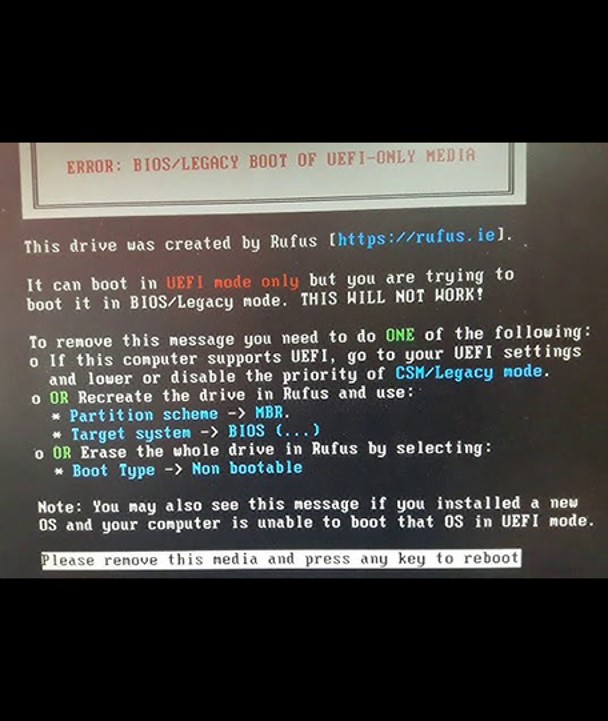 ERROR: BIOS/LEGACY BOOT OF UEFI-ONLY MEDIA
This drive was created by Rufus [https://rufus.ie].
It can boot in UEFI mode only but you are trying to
boot it in BIOS/Legacy mode. THIS WILL NOT WORK!
To remove this message you need to do ONE of the following:
o If this computer supports UEFI, go to your UEFI settings
and lower or disable the priority of CSM/Legacy mode.
o OR Recreate the drive in Rufus and use:
* Partition scheme -> MBR.
* Target system -> BIOS (...)
o OR Erase the whole drive in Rufus by selecting:
* Boot Type -> Non bootable
Note: You may also see this message if you installed a new
OS and your computer is unable to boot that OS in UEFI mode.
Please remove this media and press any key to reboot